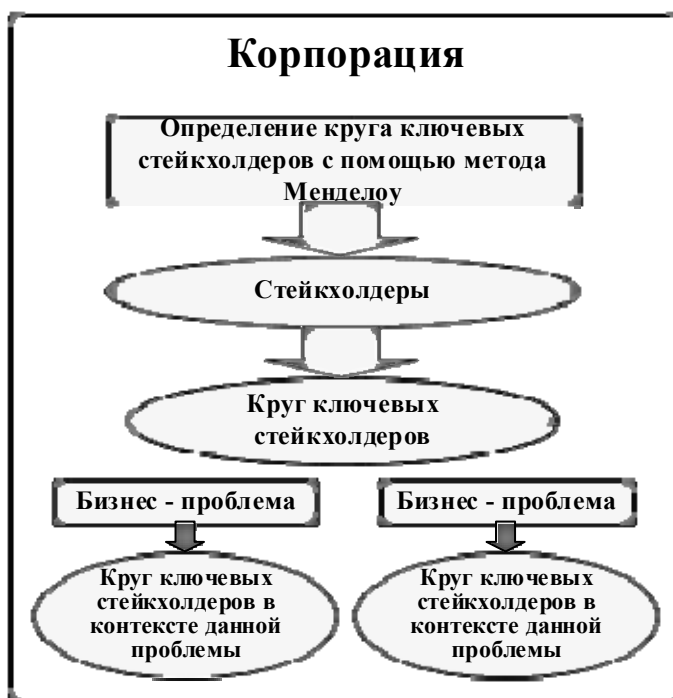 Корпорация
Определение круга ключевых
стейкхолдеров с помощью метода
Менделоу
Стейкхолдеры
Круг ключевых
стейкхолдеров
Бизнес - проблема
Бизнес - проблема
Круг ключевых
стейкхолдеров в
контексте данной
проблемы
Круг ключевых
стейкхолдеров в
контексте данной
проблемы